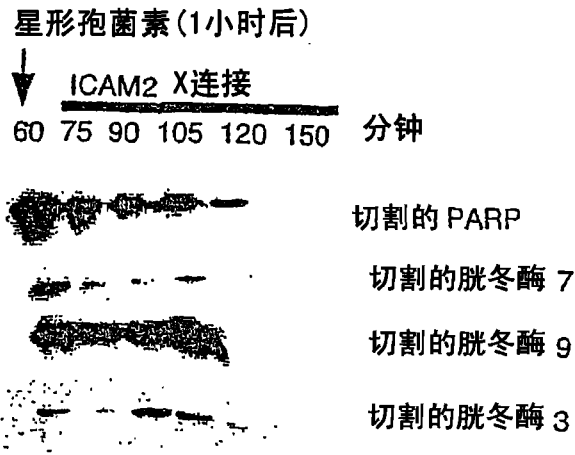 星形孢菌素(1小时后)
ICAM2 X连接
60 75 90 105 120 150 分钟
切割的 PARP
切割的胱冬酶 7
切割的胱冬酶 9
切割的胱冬酶 3